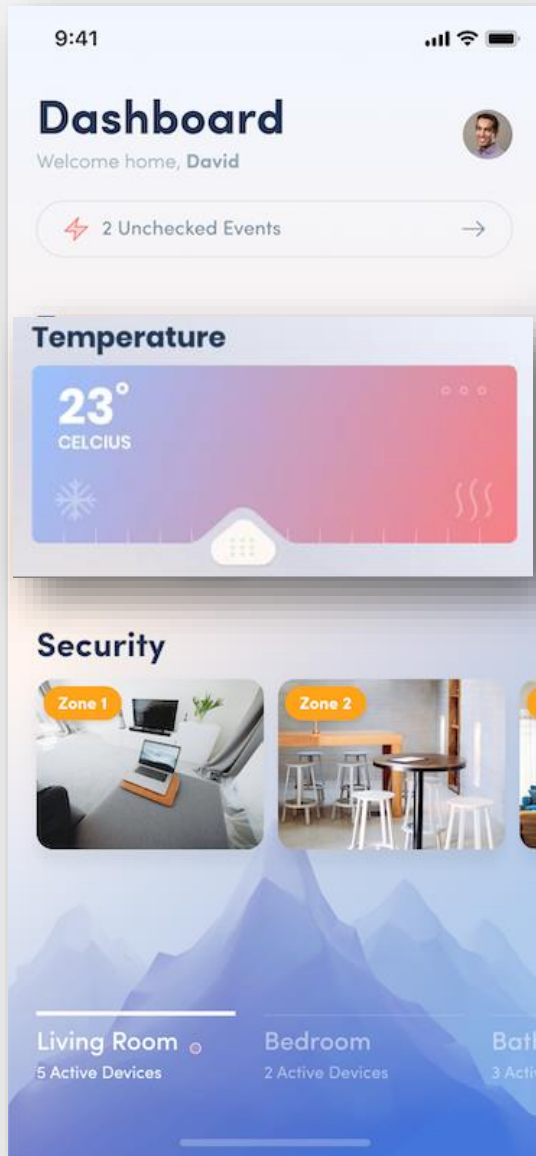 9:41
Dashboard
Welcome home, David
2 Unchecked Events
Temperature
23°
CELCIUS
Security
Zone 1
Zone 2
Living Room
Bedroom
5 Active Devices
2 Active Devices
3